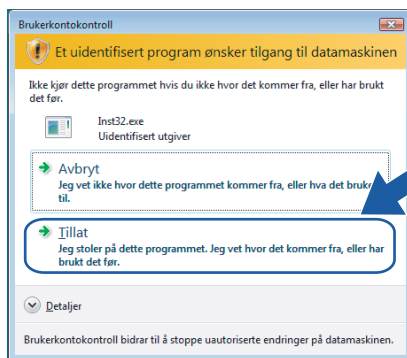 Brukerkontokontroll
Et uidentifisert program ønsker tilgang til datamaskinen
Ikke kjør dette programmet hvis du ikke hvor det kommer fra, eller har brukt
det før.
Inst32.exe
Uidentifisert utgiver
Avbryt
Jeg vet ikke hvor dette programmet kommer fra, eller hva det
til.
Tillat
Jeg stoler på dette programmet. Jeg vet hvor det kommer fra, eller har
brukt det før.
Detaljer
Brukerkontokontroll bidrar til å stoppe uautoriserte endringer på datamaskinen.